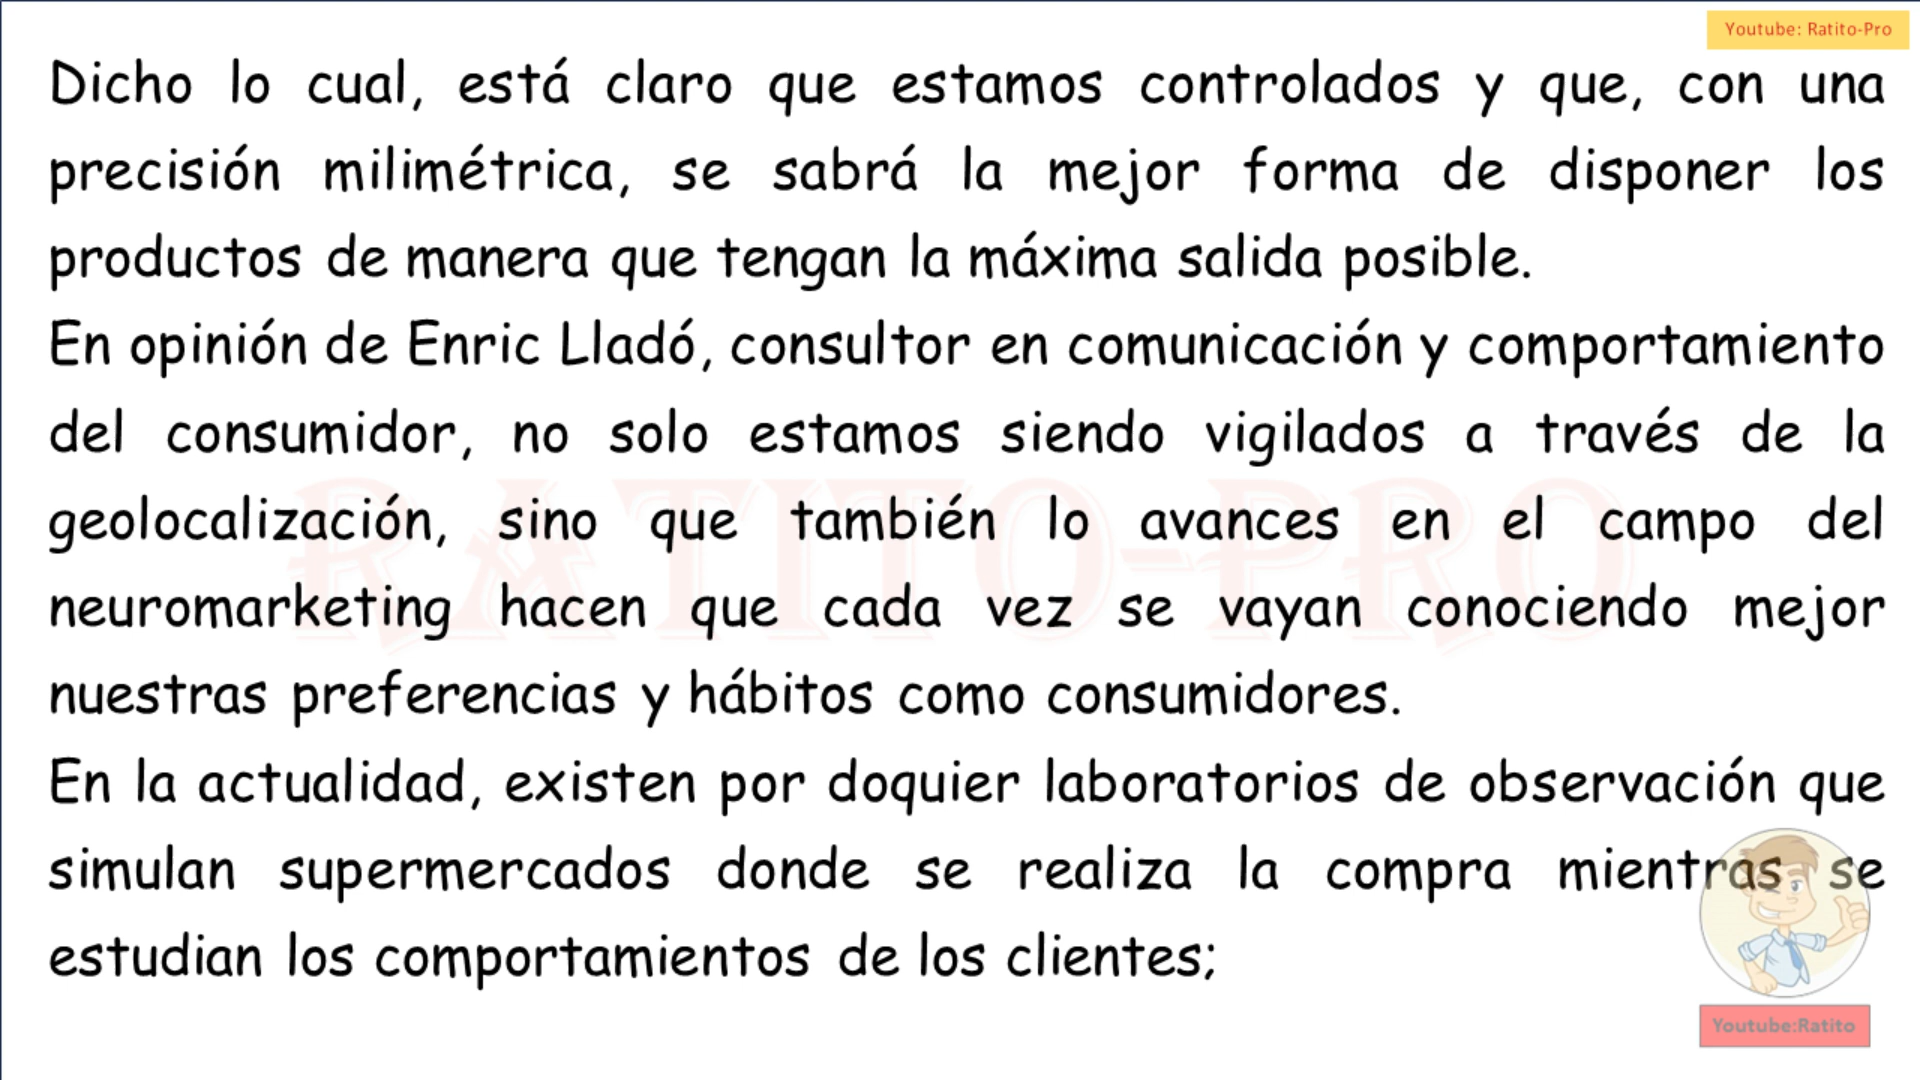 Youtube: Ratito-Pro
Dicho lo cual, está claro que estamos controlados y que, con una
precisión milimétrica, se sabrá la mejor forma de disponer los
productos de manera que tengan la máxima salida posible.
En opinión de Enric Lladó, consultor en comunicación y comportamiento
del consumidor, no solo estamos siendo vigilados a través de la
geolocalización, sino que también lo avances en el campo del
neuromarketing hacen que cada vez se vayan conociendo mejor
nuestras preferencias y hábitos como consumidores.
En la actualidad, existen por doquier laboratorios de observación que
simulan supermercados donde se realiza la compra mientras se
estudian los comportamientos de los clientes;
RATITO-PRO
Youtube:Ratito